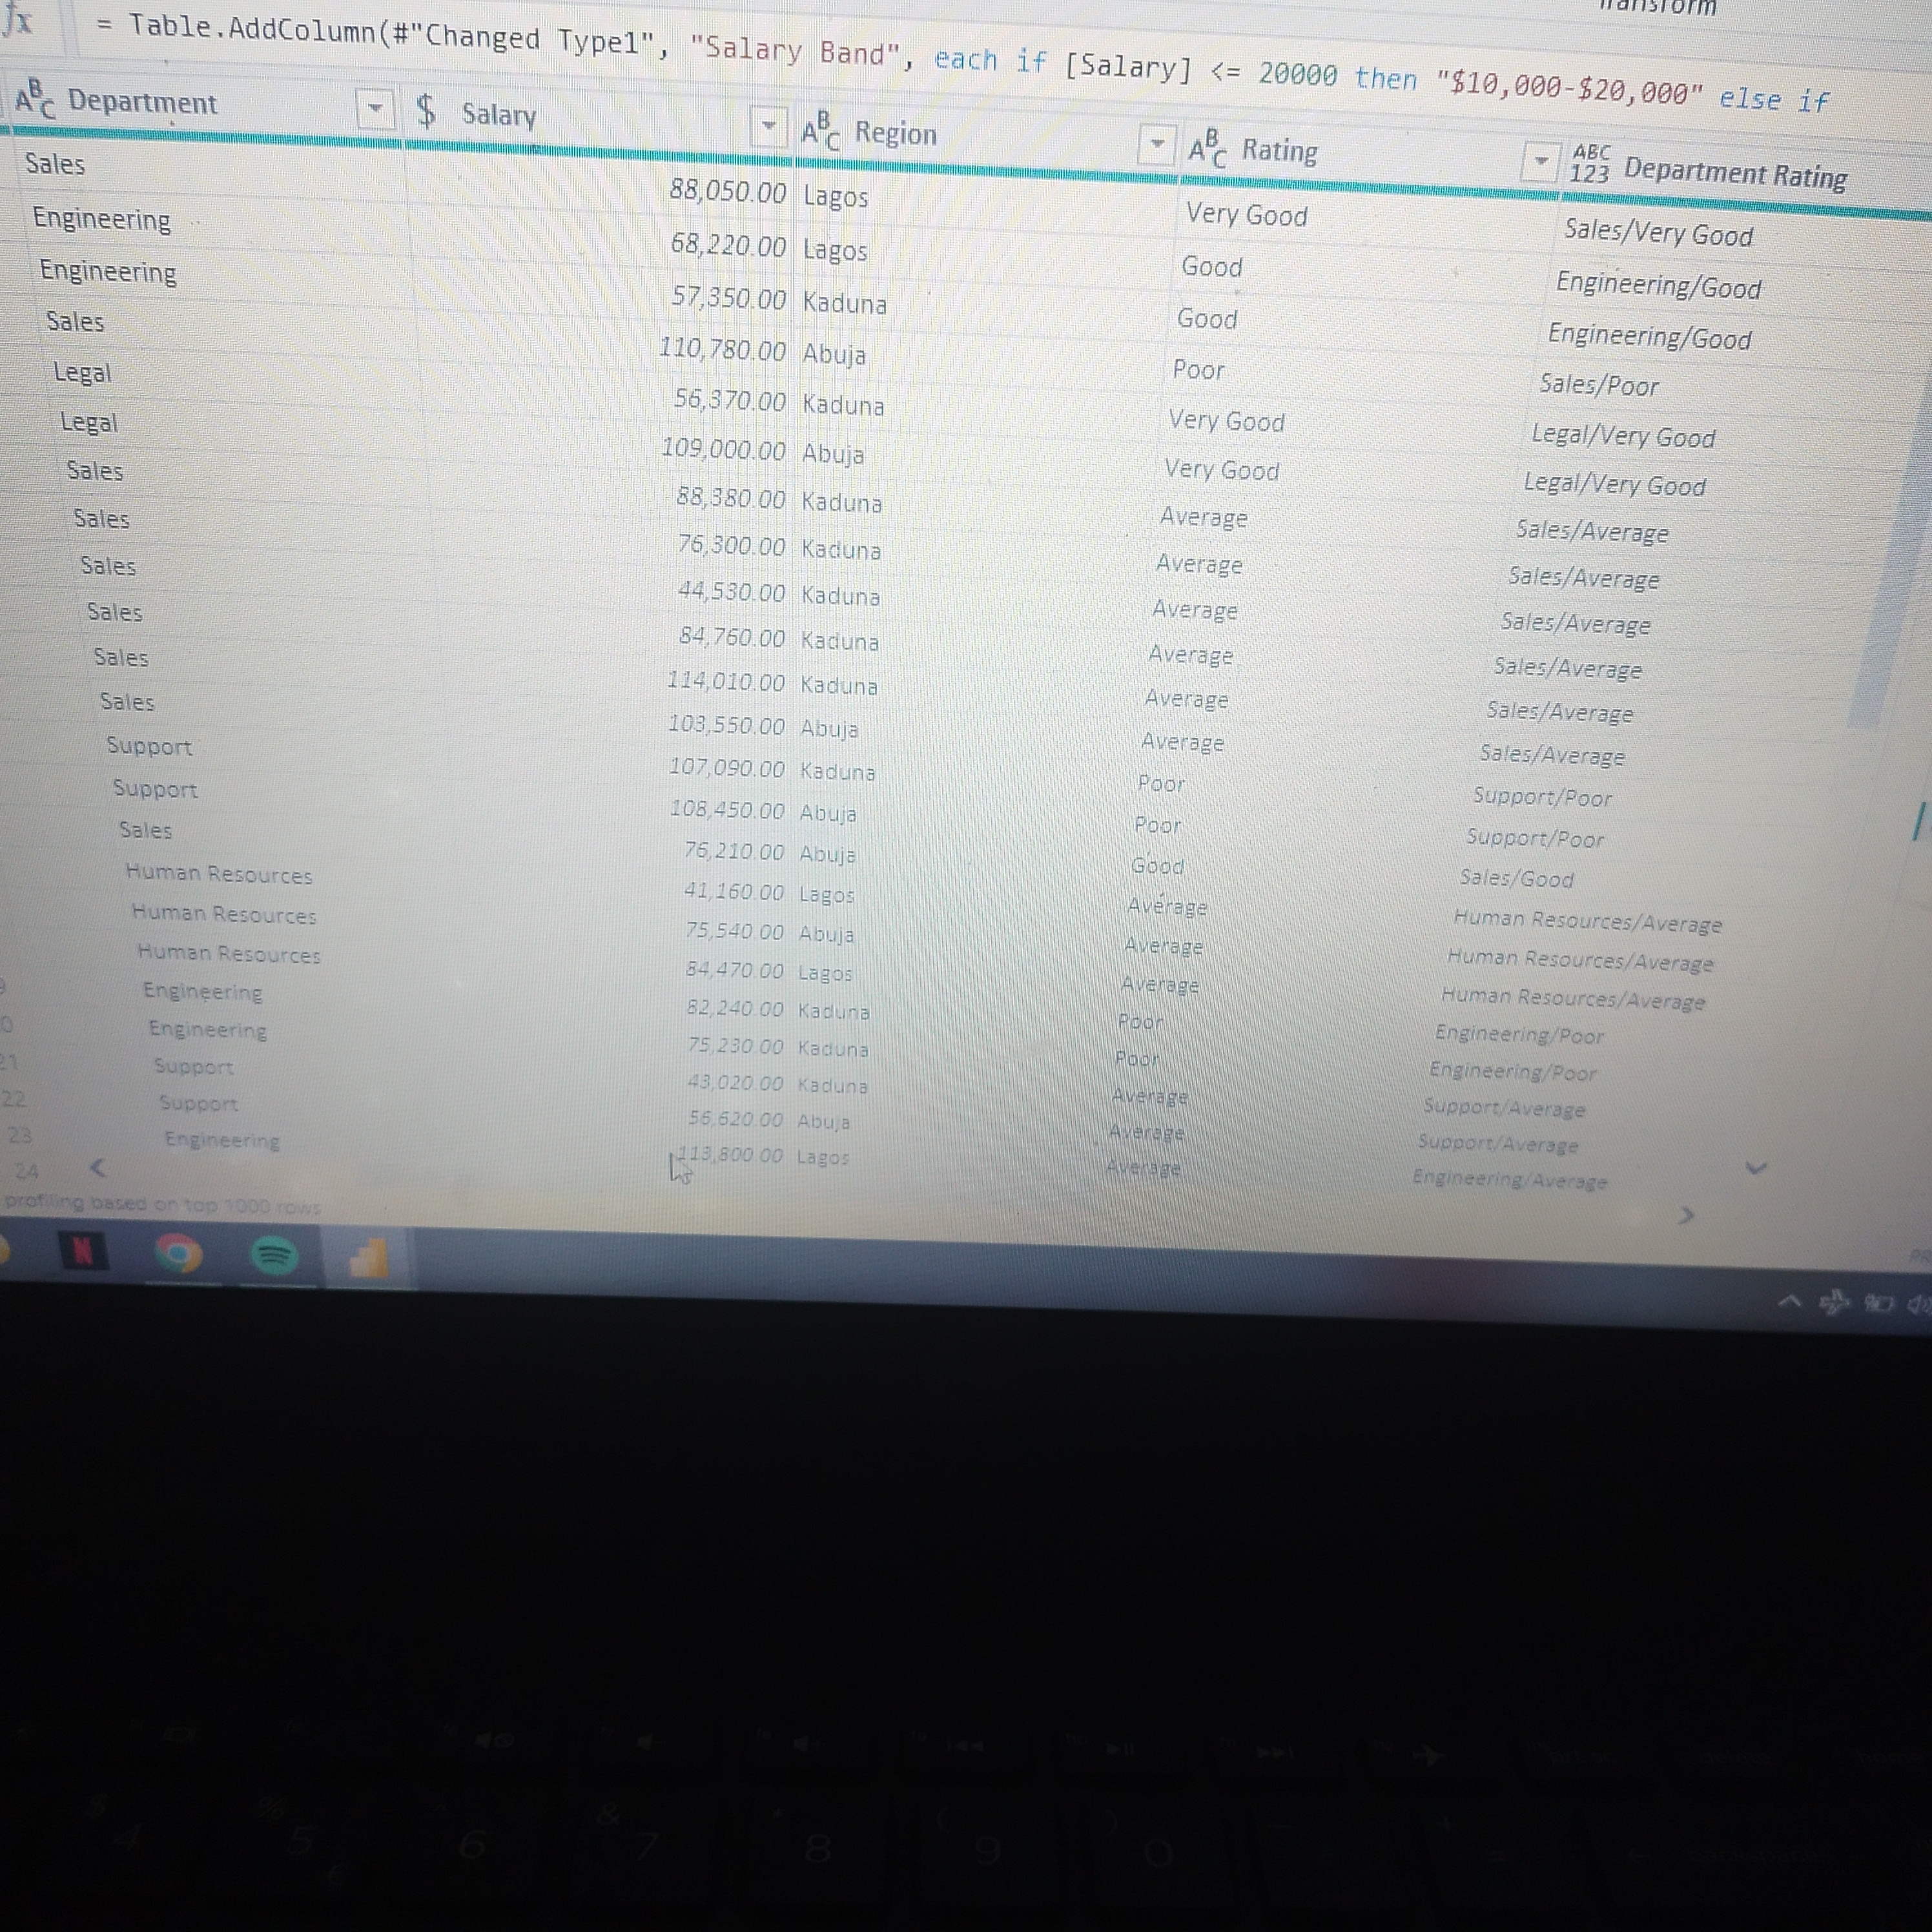 Transform
fx = Table.AddColumn(#"Changed Type1", "Salary Band", each if [Salary] <= 20000 then "$10,000-$20,000" else if
ABC Department $ Salary ABC Region ABC Rating ABC 123 Department Rating
Sales 88,050.00 Lagos Very Good Sales/Very Good
Engineering 68,220.00 Lagos Good Engineering/Good
Engineering 57,350.00 Kaduna Good Engineering/Good
Sales 110,780.00 Abuja Poor Sales/Poor
Legal 56,370.00 Kaduna Very Good Legal/Very Good
Legal 109,000.00 Abuja Very Good Legal/Very Good
Sales 88,380.00 Kaduna Average Sales/Average
Sales 76,300.00 Kaduna Average Sales/Average
Sales 44,530.00 Kaduna Average Sales/Average
Sales 84,760.00 Kaduna Average Sales/Average
Sales 114,010.00 Kaduna Average Sales/Average
Sales 103,550.00 Abuja Average Sales/Average
Support 107,090.00 Kaduna Poor Support/Poor
Support 108,450.00 Abuja Poor Support/Poor
Sales 76,210.00 Abuja Good Sales/Good
Human Resources 41,160.00 Lagos Average Human Resources/Average
Human Resources 75,540.00 Abuja Average Human Resources/Average
Human Resources 84,470.00 Lagos Average Human Resources/Average
9 Engineering 82,240.00 Kaduna Poor Engineering/Poor
0 Engineering 75,230.00 Kaduna Poor Engineering/Poor
21 Support 43,020.00 Kaduna Average Support/Average
22 Support 56,620.00 Abuja Average Support/Average
23 Engineering 113,800.00 Lagos Average Engineering/Average
24
profiling based on top 1000 rows
N
$ % & * ( )
4 5 6 7 8 9 0
€